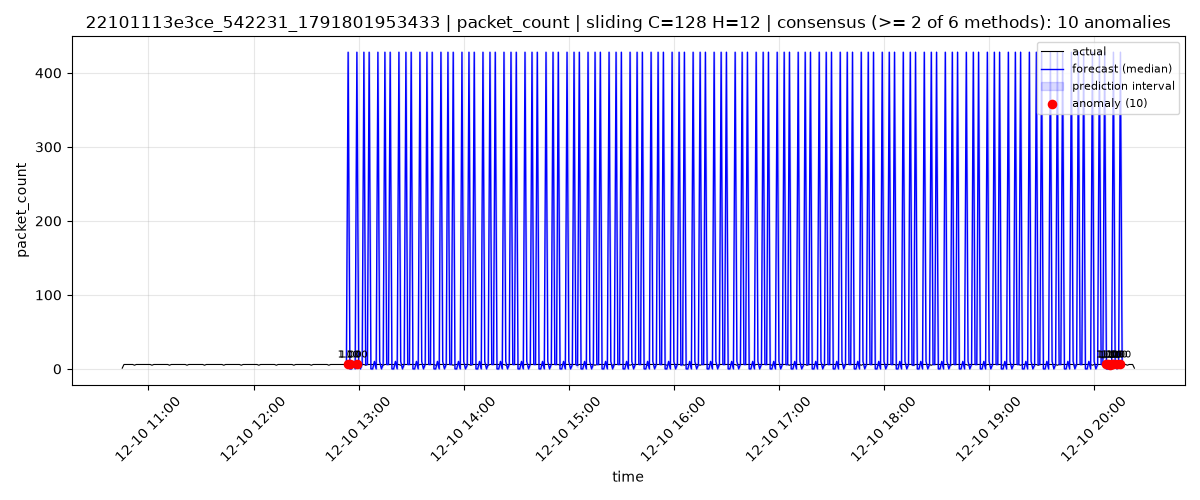 22101113e3ce_542231_1791801953433 | packet_count | sliding C=128 H=12 | consensus (>= 2 of 6 methods): 10 anomalies
actual
forecast (median)
prediction interval
anomaly (10)
packet_count
400
300
200
100
0
12-10 11:00
12-10 12:00
12-10 13:00
12-10 14:00
12-10 15:00
12-10 16:00
12-10 17:00
12-10 18:00
12-10 19:00
12-10 20:00
time